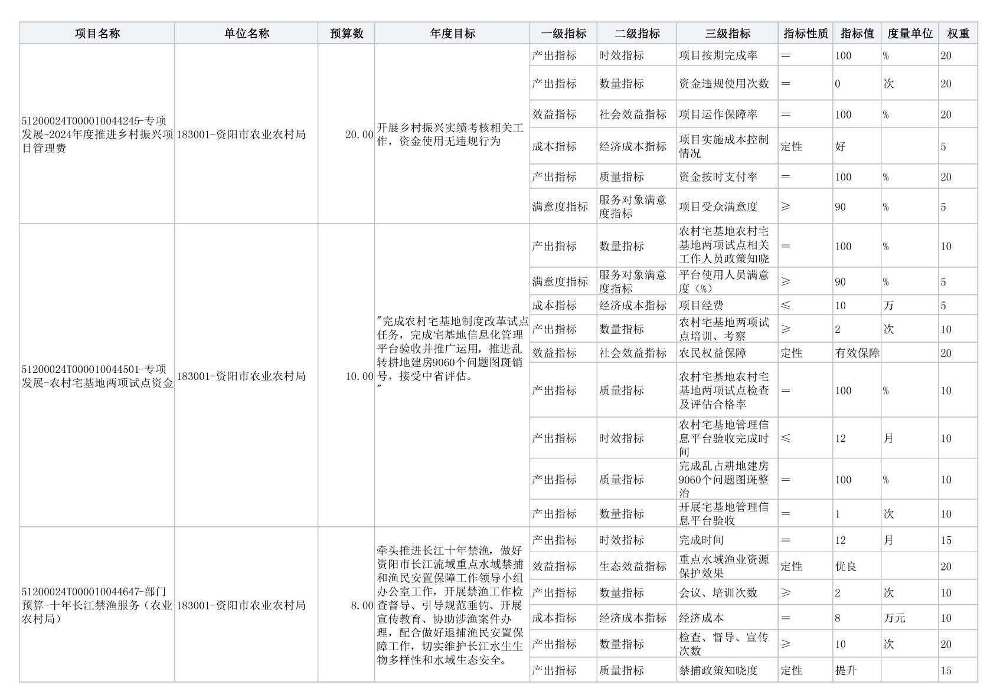 项目名称 单位名称 预算数 年度目标 一级指标 二级指标 三级指标 指标性质 指标值 度量单位 权重
51200024T000010044245-专项
发展-2024年度推进乡村振兴项
目管理费
183001-资阳市农业农村局
20.00
开展乡村振兴实绩考核相关工
作，资金使用无违规行为
产出指标 时效指标 项目按期完成率 ＝ 100 % 20
产出指标 数量指标 资金违规使用次数 ＝ 0 次 20
效益指标 社会效益指标 项目运作保障率 ＝ 100 % 20
成本指标 经济成本指标 项目实施成本控制
情况 定性 好 5
产出指标 质量指标 资金按时支付率 ＝ 100 % 20
满意度指标 服务对象满意
度指标 项目受众满意度 ≥ 90 % 5
51200024T000010044501-专项
发展-农村宅基地两项试点资金
183001-资阳市农业农村局
10.00
"完成农村宅基地制度改革试点
任务，完成宅基地信息化管理
平台验收并推广运用，推进乱
转耕地建房9060个问题图斑销
号，接受中省评估。
"
产出指标 数量指标 农村宅基地农村宅
基地两项试点相关
工作人员政策知晓 ＝ 100 % 10
满意度指标 服务对象满意
度指标 平台使用人员满意
度（%） ≥ 90 % 5
成本指标 经济成本指标 项目经费 ≤ 10 万 5
产出指标 数量指标 农村宅基地两项试
点培训、考察 ≥ 2 次 10
效益指标 社会效益指标 农民权益保障 定性 有效保障 20
产出指标 质量指标 农村宅基地农村宅
基地两项试点检查
及评估合格率 ＝ 100 % 10
产出指标 时效指标 农村宅基地管理信
息平台验收完成时
间 ≤ 12 月 10
产出指标 质量指标 完成乱占耕地建房
9060个问题图斑整
治 ＝ 100 % 10
产出指标 数量指标 开展宅基地管理信
息平台验收 ＝ 1 次 10
51200024T000010044647-部门
预算-十年长江禁渔服务（农业
农村局）
183001-资阳市农业农村局
8.00
牵头推进长江十年禁渔，做好
资阳市长江流域重点水域禁捕
和渔民安置保障工作领导小组
办公室工作，开展禁渔工作检
查督导、引导规范垂钓、开展
宣传教育、协助涉渔案件办
理，配合做好退捕渔民安置保
障工作，切实维护长江水生生
物多样性和水域生态安全。
产出指标 时效指标 完成时间 ＝ 12 月 15
效益指标 生态效益指标 重点水域渔业资源
保护效果 定性 优良 20
产出指标 数量指标 会议、培训次数 ≥ 2 次 10
成本指标 经济成本指标 经济成本 ＝ 8 万元 10
产出指标 数量指标 检查、督导、宣传
次数 ≥ 10 次 20
产出指标 质量指标 禁捕政策知晓度 定性 提升 15